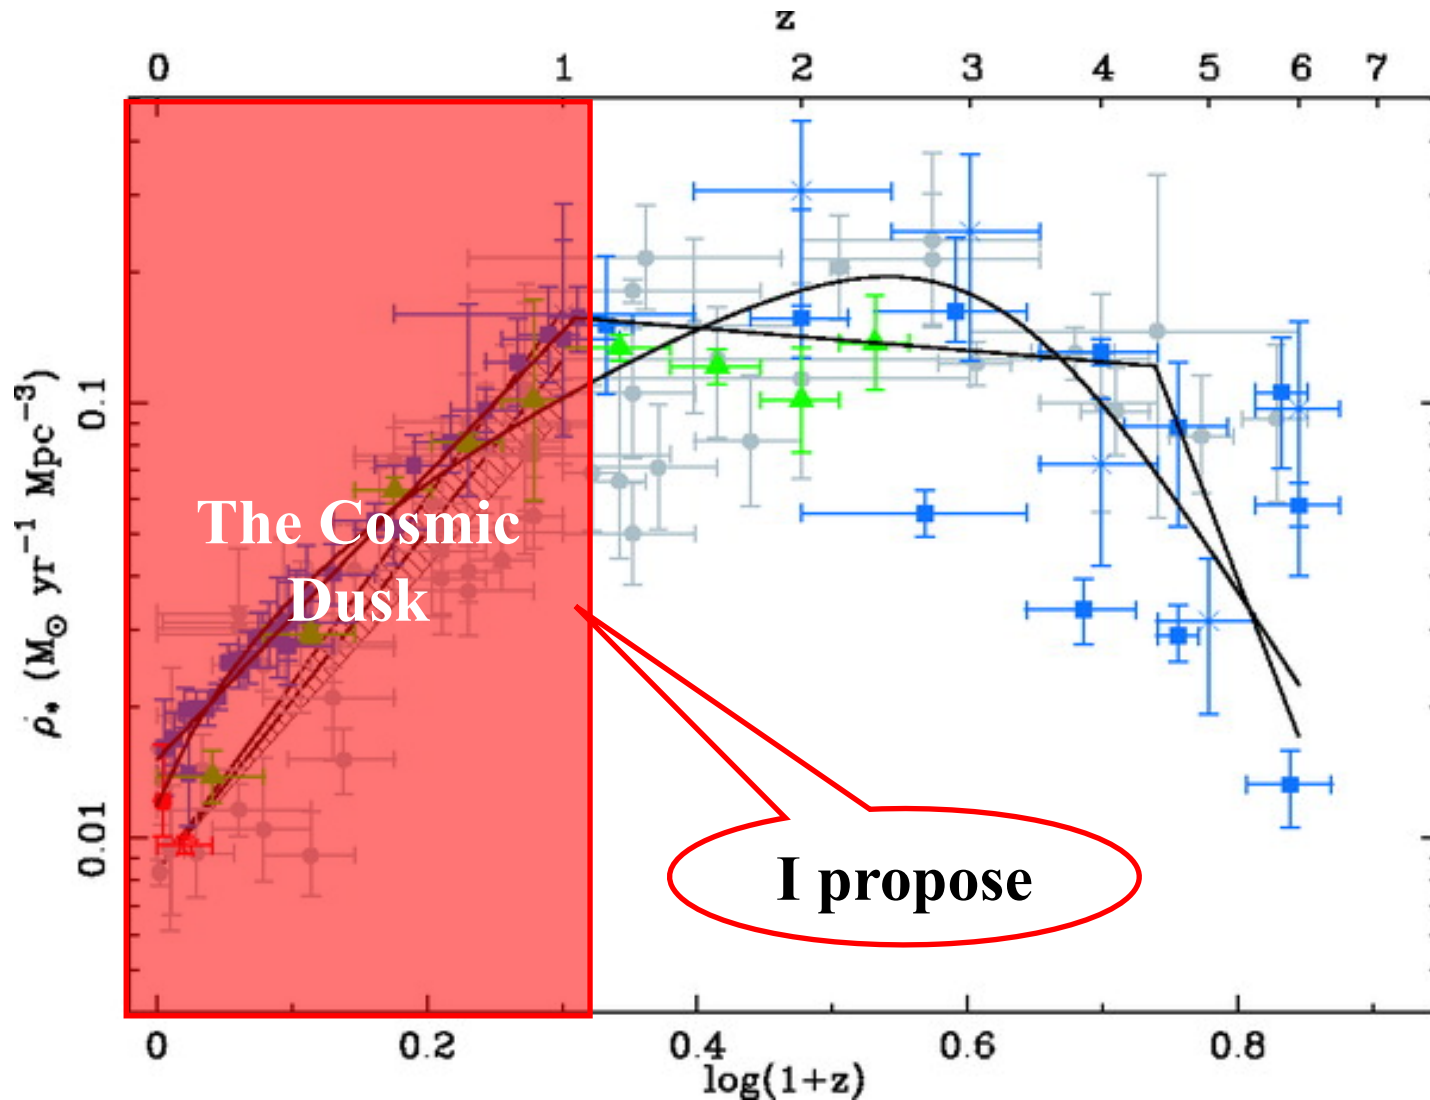 z
0 1 2 3 4 5 6 7
0.1
0.01
ρ̇* (M⊙ yr⁻¹ Mpc⁻³)
The Cosmic
Dusk
I propose
0 0.2 0.4 0.6 0.8
log(1+z)